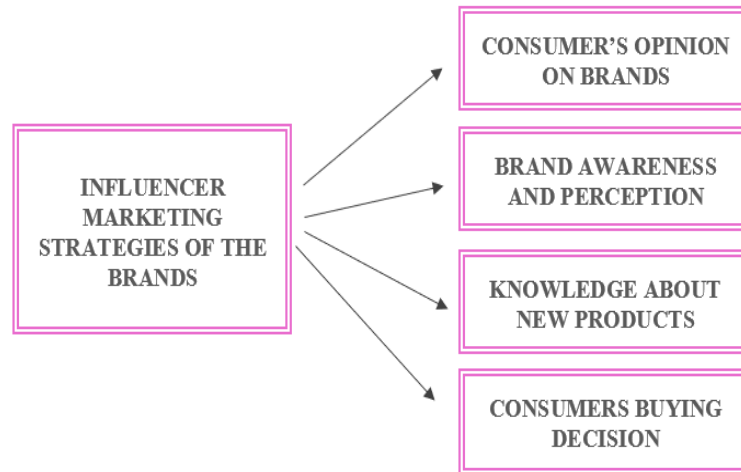 INFLUENCER
MARKETING
STRATEGIES OF THE
BRANDS
CONSUMER’S OPINION
ON BRANDS
BRAND AWARENESS
AND PERCEPTION
KNOWLEDGE ABOUT
NEW PRODUCTS
CONSUMERS BUYING
DECISION